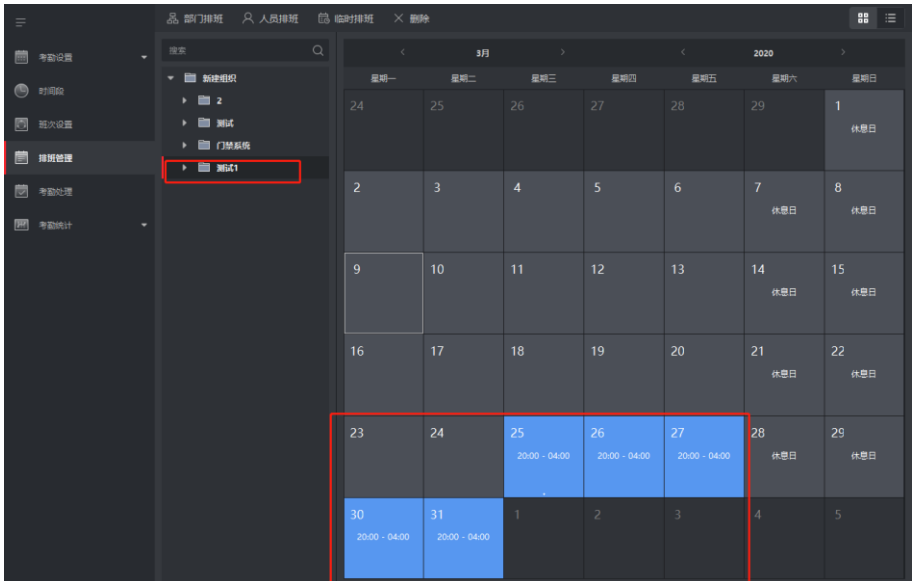 部门排班 人员排班 临时排班 删除
考勤设置
时间段
班次设置
排班管理
考勤处理
考勤统计
搜索
新建组织
2
测试
门禁系统
测试1
3月 2020
星期一 星期二 星期三 星期四 星期五 星期六 星期日
24 25 26 27 28 29 1
休息日
2 3 4 5 6 7 8
休息日 休息日
9 10 11 12 13 14 15
休息日 休息日
16 17 18 19 20 21 22
休息日 休息日
23 24 25 26 27 28 29
20:00 - 04:00 20:00 - 04:00 20:00 - 04:00 休息日 休息日
30 31 1 2 3 4 5
20:00 - 04:00 20:00 - 04:00